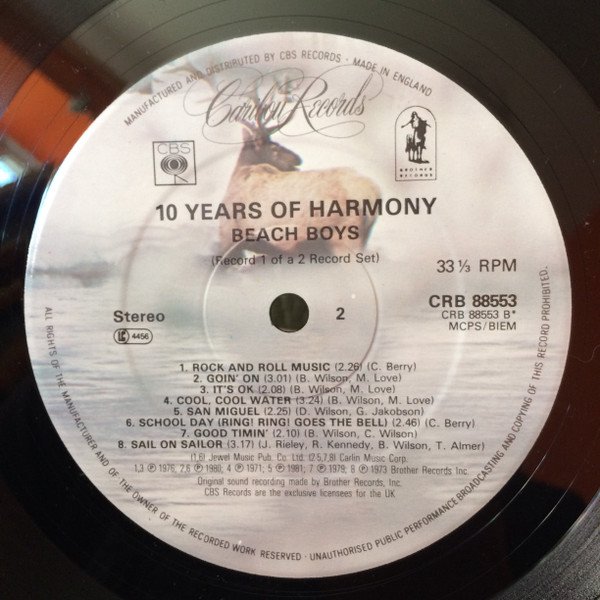 MANUFACTURED AND DISTRIBUTED BY CBS RECORDS · MADE IN ENGLAND
Caribou Records
CBS
BROTHER
RECORDS
10 YEARS OF HARMONY
BEACH BOYS
(Record 1 of a 2 Record Set)
33 1/3 RPM
CRB 88553
CRB 88553 B*
MCPS/BIEM
Stereo
LC 4456
2
1. ROCK AND ROLL MUSIC (2.26) (C. Berry)
2. GOIN' ON (3.01) (B. Wilson, M. Love)
3. IT'S OK (2.08) (B. Wilson, M. Love)
4. COOL, COOL WATER (3.24) (B. Wilson, M. Love)
5. SAN MIGUEL (2.25) (D. Wilson, G. Jakobson)
6. SCHOOL DAY (RING! RING! GOES THE BELL) (2.46) (C. Berry)
7. GOOD TIMIN' (2.10) (B. Wilson, C. Wilson)
8. SAIL ON SAILOR (3.17) (J. Rieley, R. Kennedy, B. Wilson, T. Almer)
(1,6) Jewel Music Pub. Co. Ltd. (2,5,7,8) Carlin Music Corp.
1,3 ℗ 1976, 2,6 ℗ 1980, 4 ℗ 1971, 5 ℗ 1981, 7 ℗ 1979, 8 ℗ 1973 Brother Records Inc.
Original sound recording made by Brother Records, Inc.
CBS Records are the exclusive licensees for the UK
ALL RIGHTS OF THE MANUFACTURER AND OF THE OWNER OF THE RECORDED WORK RESERVED · UNAUTHORISED PUBLIC PERFORMANCE BROADCASTING AND COPYING OF THIS RECORD PROHIBITED.